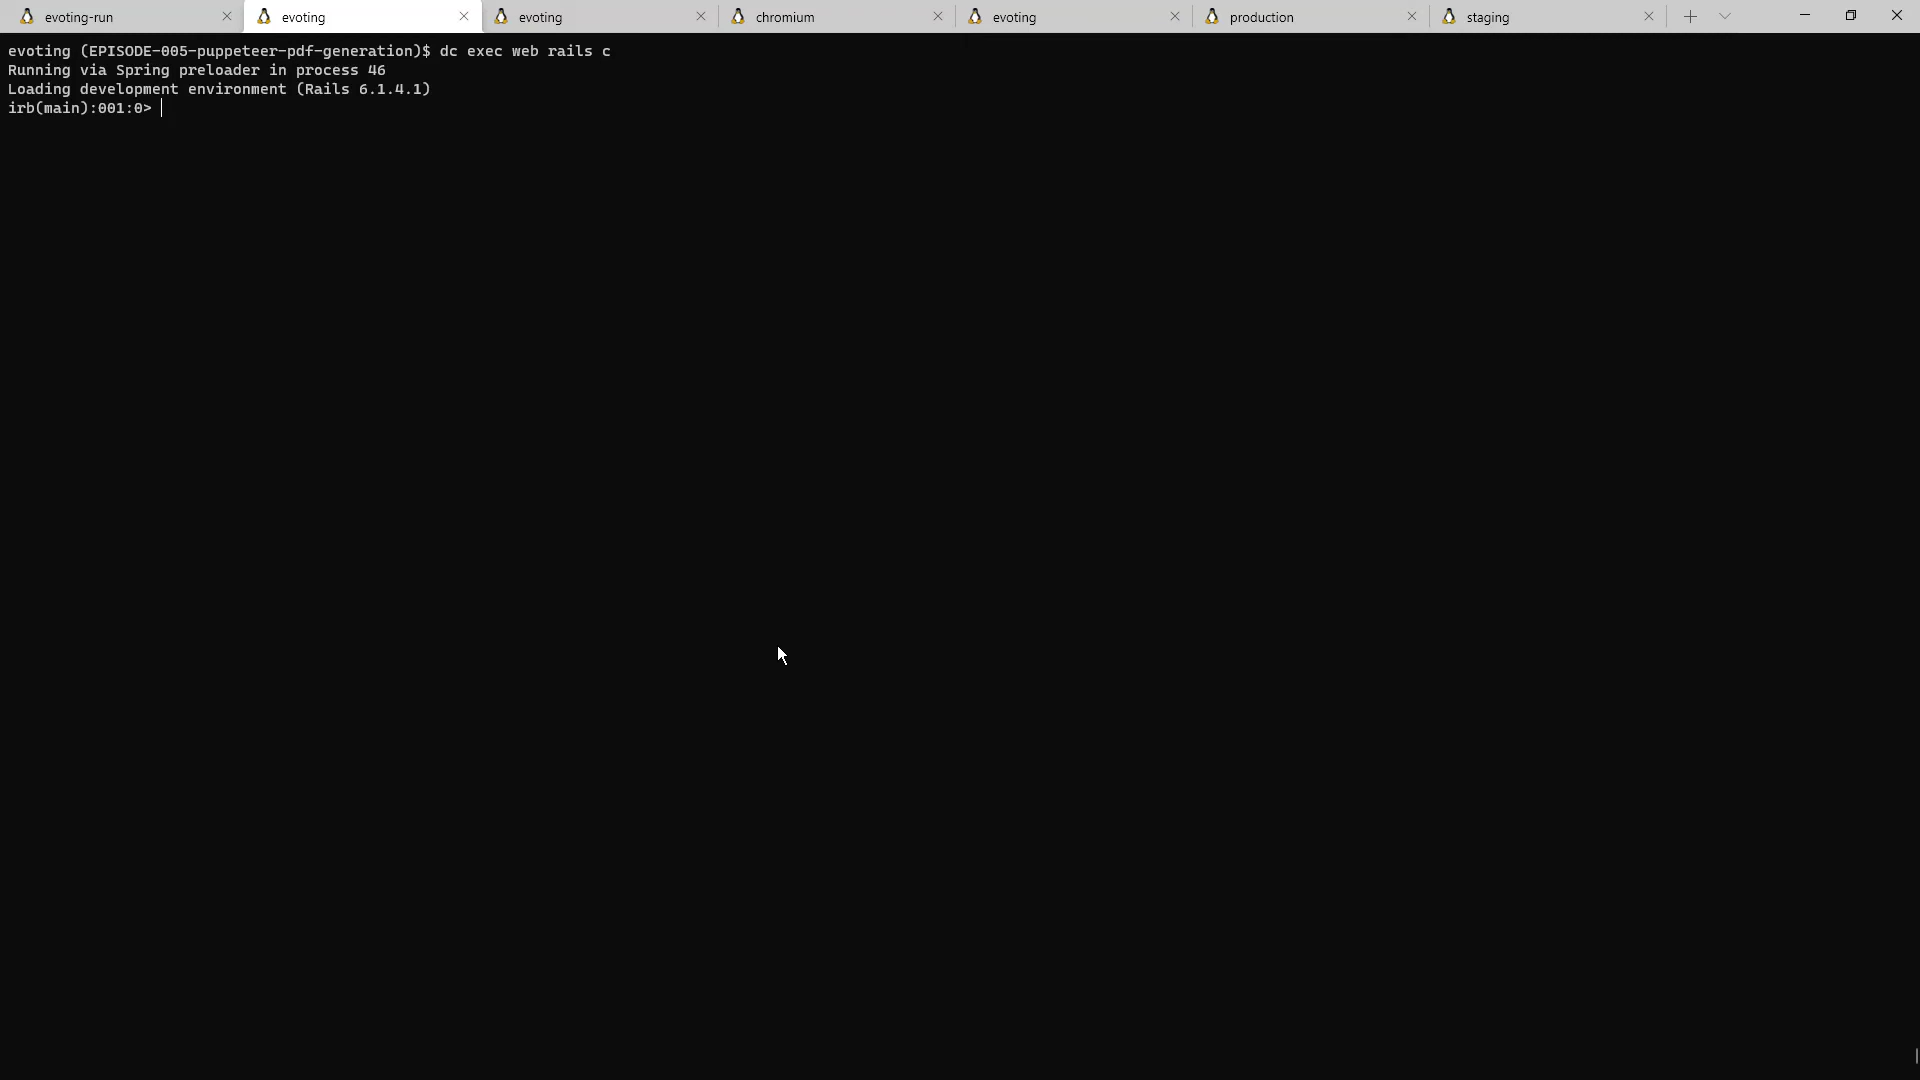 evoting-run
evoting
evoting
chromium
evoting
production
staging
evoting (EPISODE-005-puppeteer-pdf-generation)$ dc exec web rails c
Running via Spring preloader in process 46
Loading development environment (Rails 6.1.4.1)
irb(main):001:0>